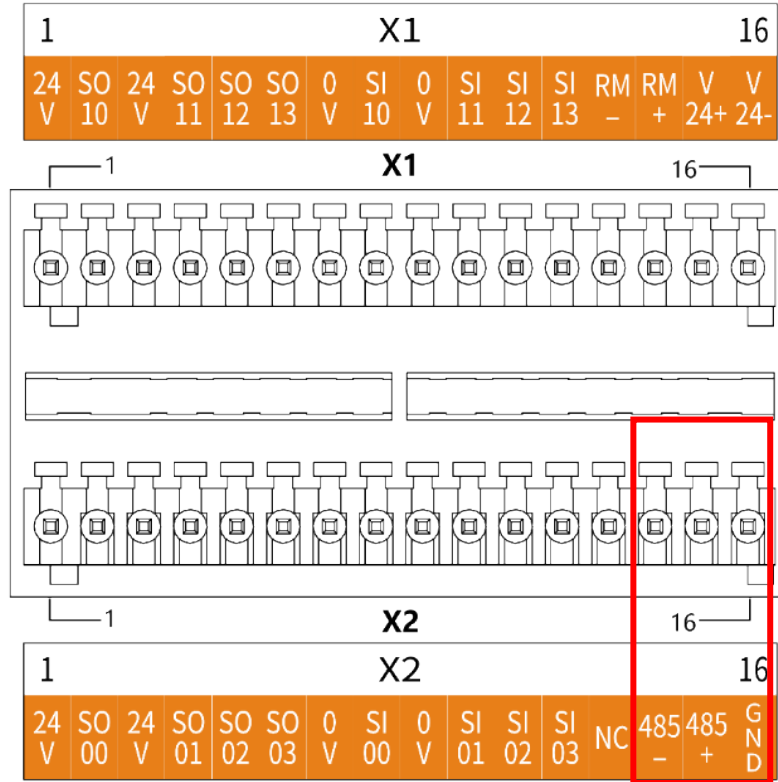 1 X1 16
24 SO 24 SO SO SO 0 SI 0 SI SI SI RM RM V V
V 10 V 11 12 13 V 10 V 11 12 13 – + 24+ 24-
1 X1 16
1 X2 16
1 X2 16
24 SO 24 SO SO SO 0 SI 0 SI SI SI NC 485 485 G
V 00 V 01 02 03 V 00 V 01 02 03 – + N
D